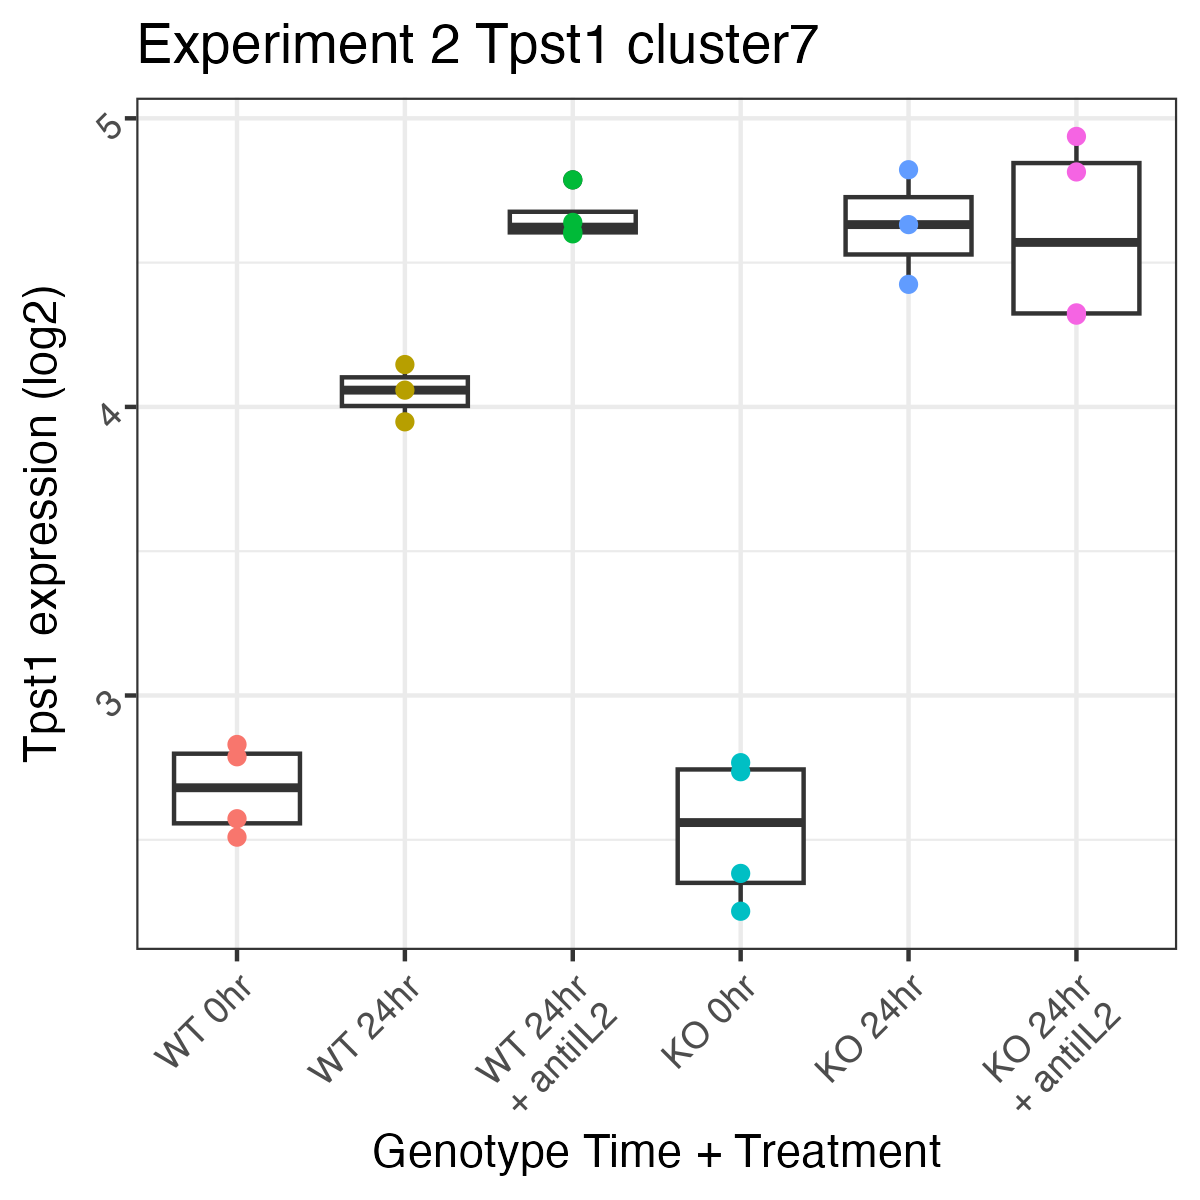 Experiment 2 Tpst1 cluster7
Tpst1 expression (log2)
5
4
3
WT 0hr
WT 24hr
WT 24hr
+ antiIL2
KO 0hr
KO 24hr
KO 24hr
+ antiIL2
Genotype Time + Treatment